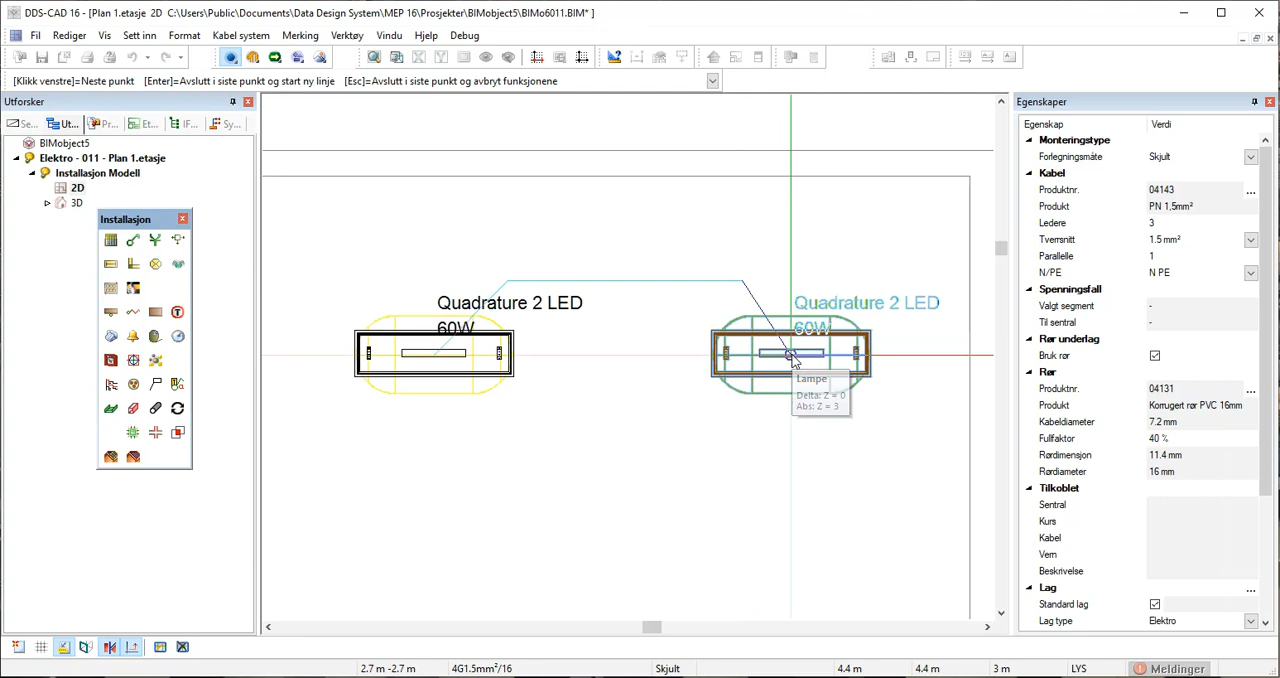 DDS-CAD 16 - [Plan 1.etasje 2D C:\Users\Public\Documents\Data Design System\MEP 16\Prosjekter\BIMobject5\BIMo6011.BIM* ]
Fil Rediger Vis Sett inn Format Kabel system Merking Verktøy Vindu Hjelp Debug
[Klikk venstre]=Neste punkt [Enter]=Avslutt i siste punkt og start ny linje [Esc]=Avslutt i siste punkt og avbryt funksjonene
Utforsker
Se... Ut... Pr... Et... IF... Sy...
BIMobject5
Elektro - 011 - Plan 1.etasje
Installasjon Modell
2D
3D
Installasjon
Quadrature 2 LED
60W
Quadrature 2 LED
60W
Lampe
Delta: Z = 0
Abs: Z = 3
Egenskaper
Egenskap Verdi
Monteringstype
Forlegningsmåte Skjult
Kabel
Produktnr. 04143 ...
Produkt PN 1,5mm²
Ledere 3
Tverrsnitt 1.5 mm²
Parallelle 1
N/PE N PE
Spenningsfall
Valgt segment -
Til sentral -
Rør underlag
Bruk rør
Rør
Produktnr. 04131 ...
Produkt Korrugert rør PVC 16mm
Kabeldiameter 7.2 mm
Fullfaktor 40 %
Rørdimensjon 11.4 mm
Rørdiameter 16 mm
Tilkoblet
Sentral
Kurs
Kabel
Vern
Beskrivelse
Lag ...
Standard lag
Lag type Elektro
2.7 m -2.7 m 4G1.5mm²/16 Skjult 4.4 m 4.4 m 3 m LYS Meldinger